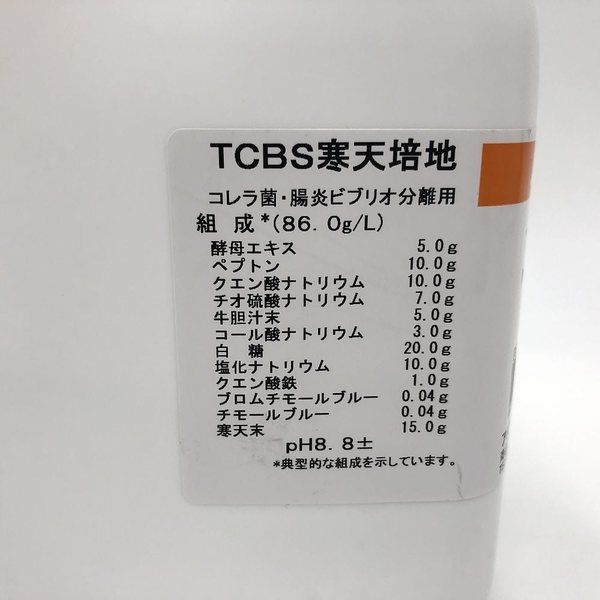 TCBS寒天培地
コレラ菌・腸炎ビブリオ分離用
組 成*(86.0g/L)
酵母エキス 5.0g
ペプトン 10.0g
クエン酸ナトリウム 10.0g
チオ硫酸ナトリウム 7.0g
牛胆汁末 5.0g
コール酸ナトリウム 3.0g
白 糖 20.0g
塩化ナトリウム 10.0g
クエン酸鉄 1.0g
ブロムチモールブルー 0.04g
チモールブルー 0.04g
寒天末 15.0g
pH8.8±
*典型的な組成を示しています。